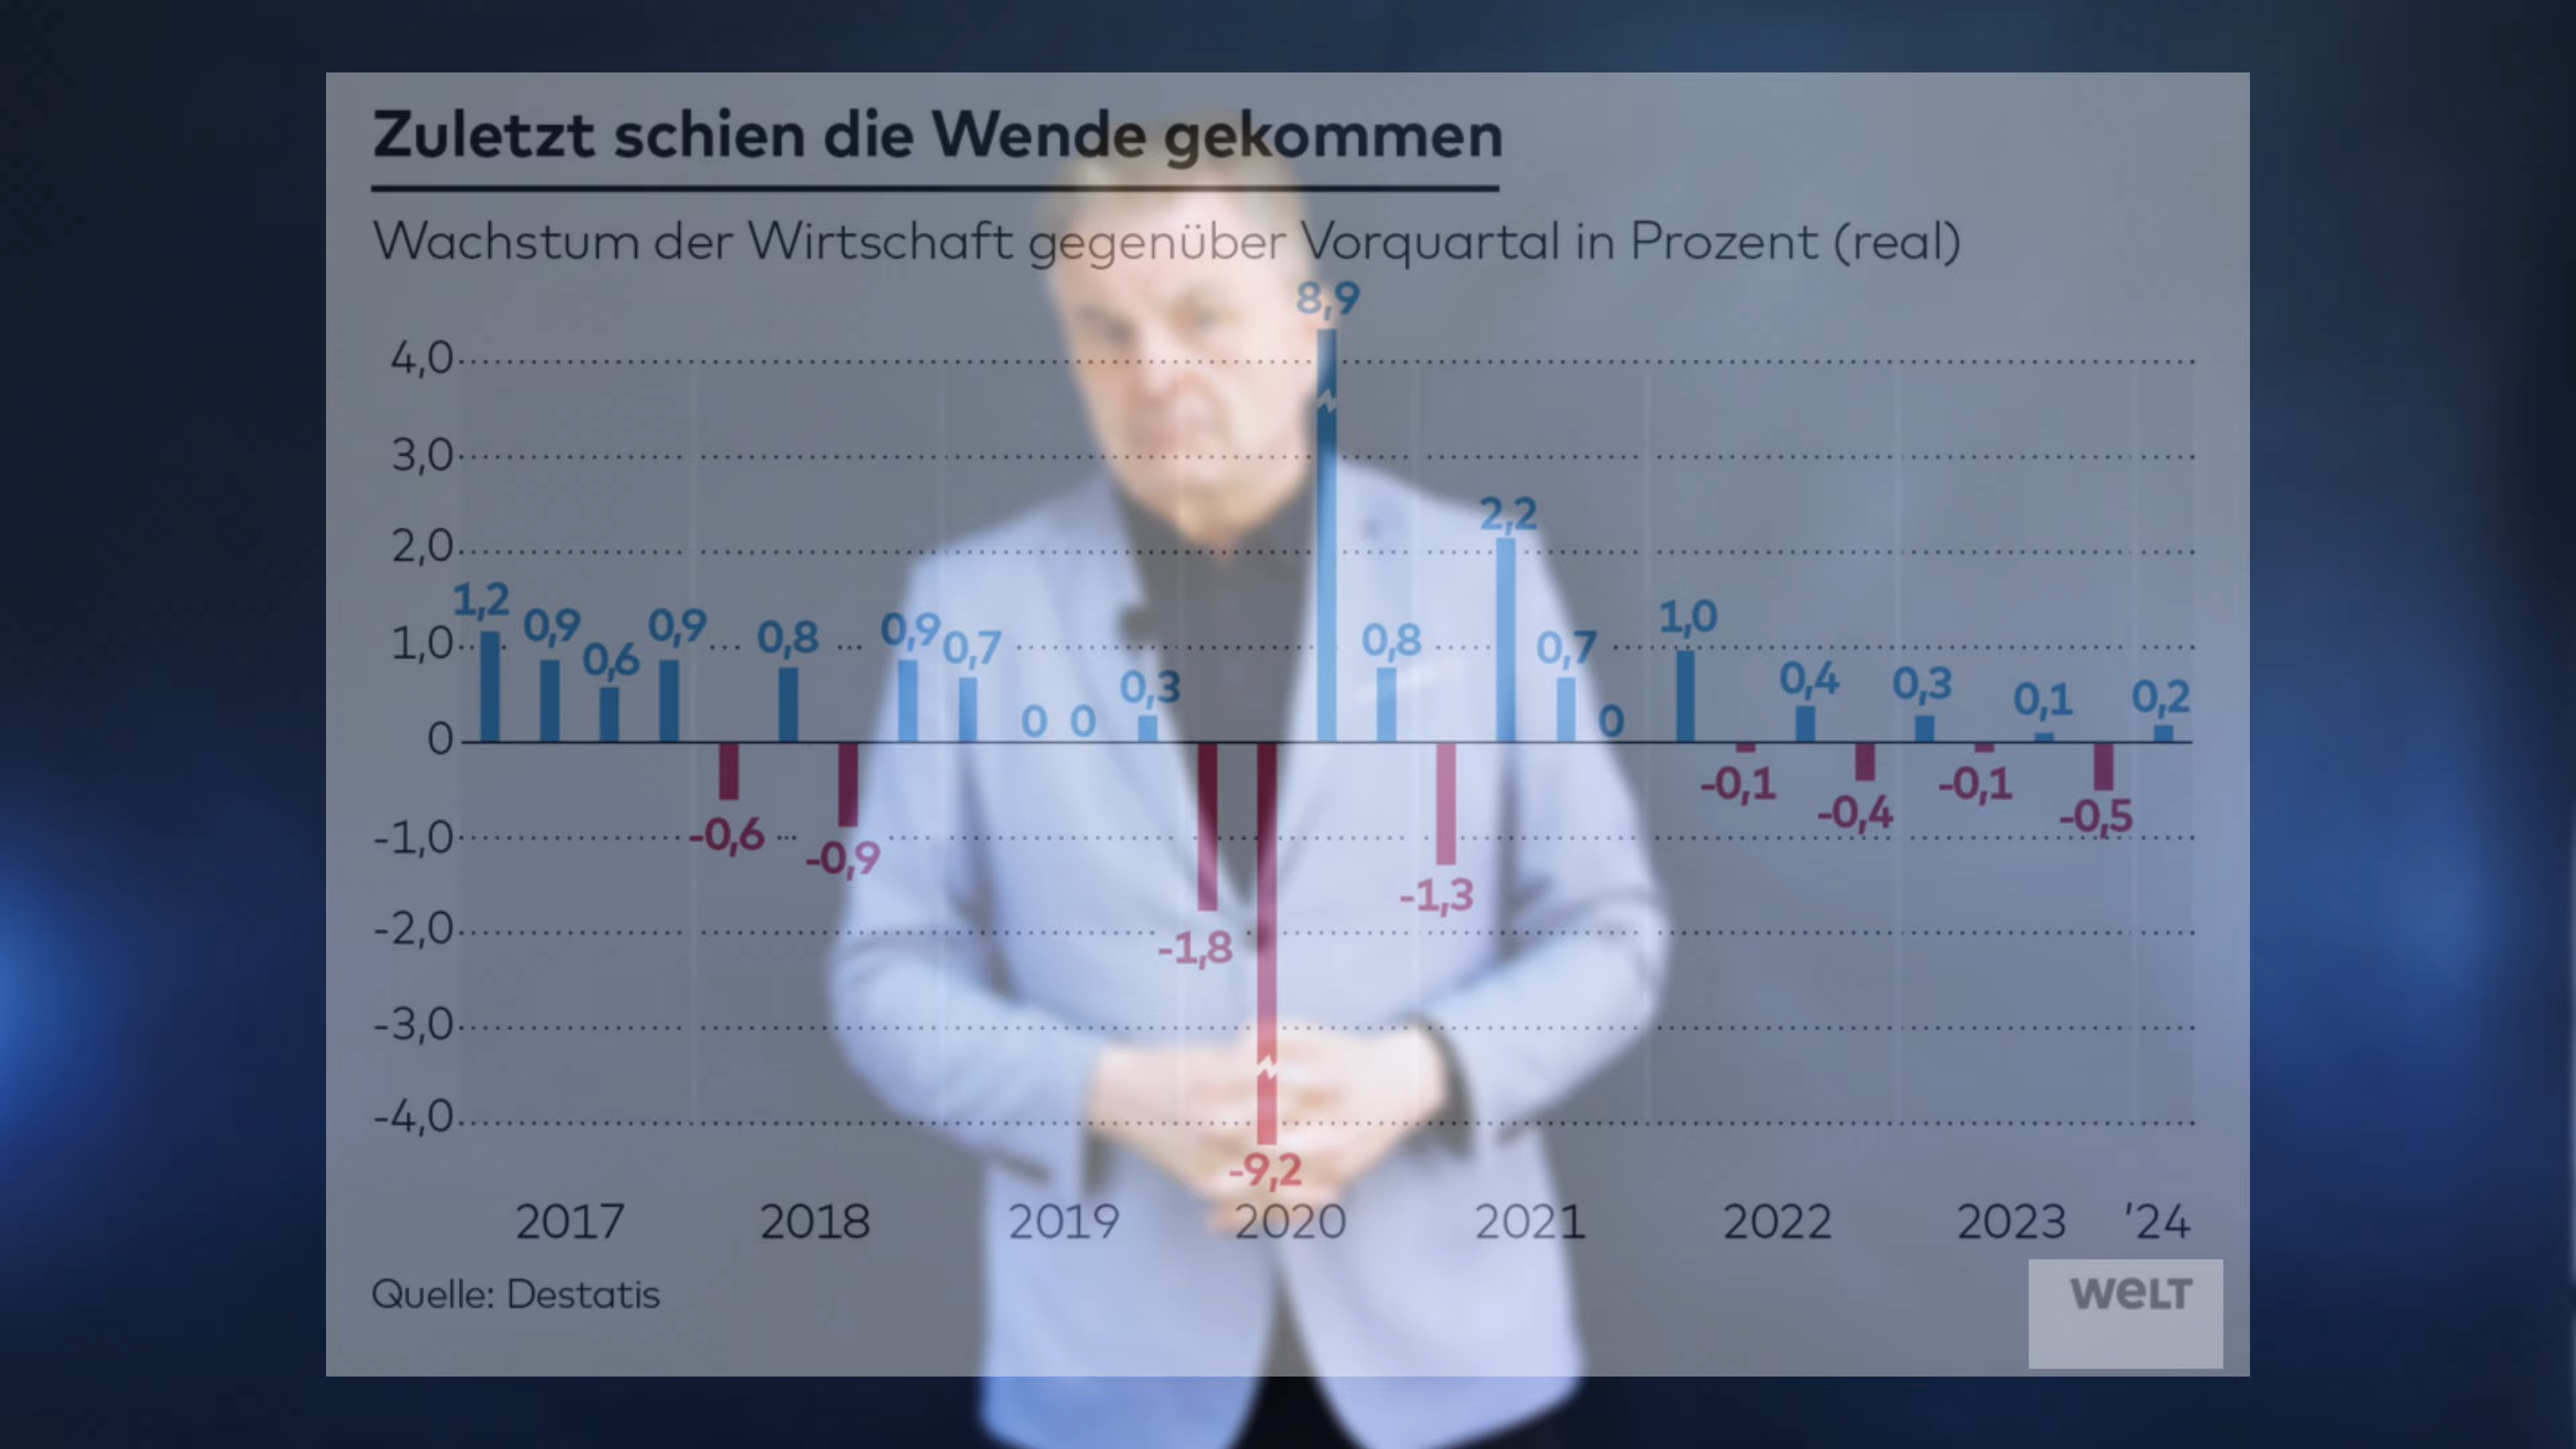 Zuletzt schien die Wende gekommen
Wachstum der Wirtschaft gegenüber Vorquartal in Prozent (real)
8,9
4,0
3,0
2,2
2,0
1,2 0,9 0,6 0,9 0,8 0,9 0,7 0 0 0,3 0,8 0,7 0 1,0 0,4 0,3 0,1 0,2
1,0
0
-0,6 -0,9 -0,1 -0,4 -0,1 -0,5
-1,0
-1,8 -1,3
-2,0
-3,0
-4,0
-9,2
2017 2018 2019 2020 2021 2022 2023 '24
Quelle: Destatis
WELT